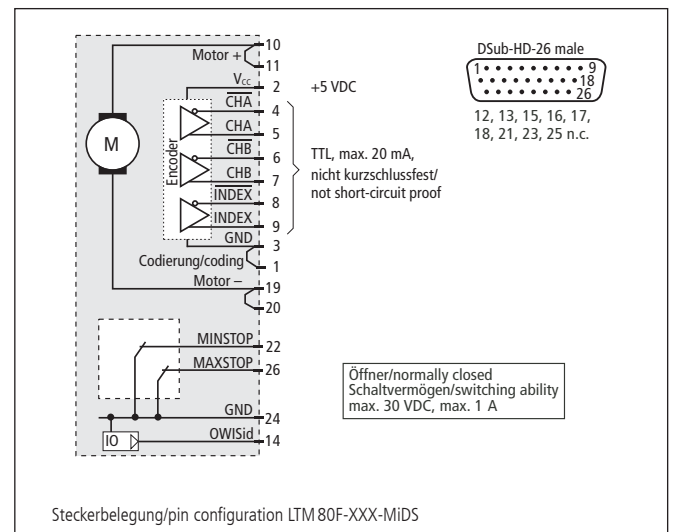 Motor + 10
11
VCC 2 +5 VDC
CHA 4
CHA 5
CHB 6
CHB 7
INDEX 8
INDEX 9
GND 3
Codierung/coding 1
Motor – 19
20
M
Encoder
TTL, max. 20 mA,
nicht kurzschlussfest/
not short-circuit proof
DSub-HD-26 male
1 9
18
26
12, 13, 15, 16, 17,
18, 21, 23, 25 n.c.
MINSTOP 22
MAXSTOP 26
GND 24
IO OWISid 14
Öffner/normally closed
Schaltvermögen/switching ability
max. 30 VDC, max. 1 A
Steckerbelegung/pin configuration LTM 80F-XXX-MiDS